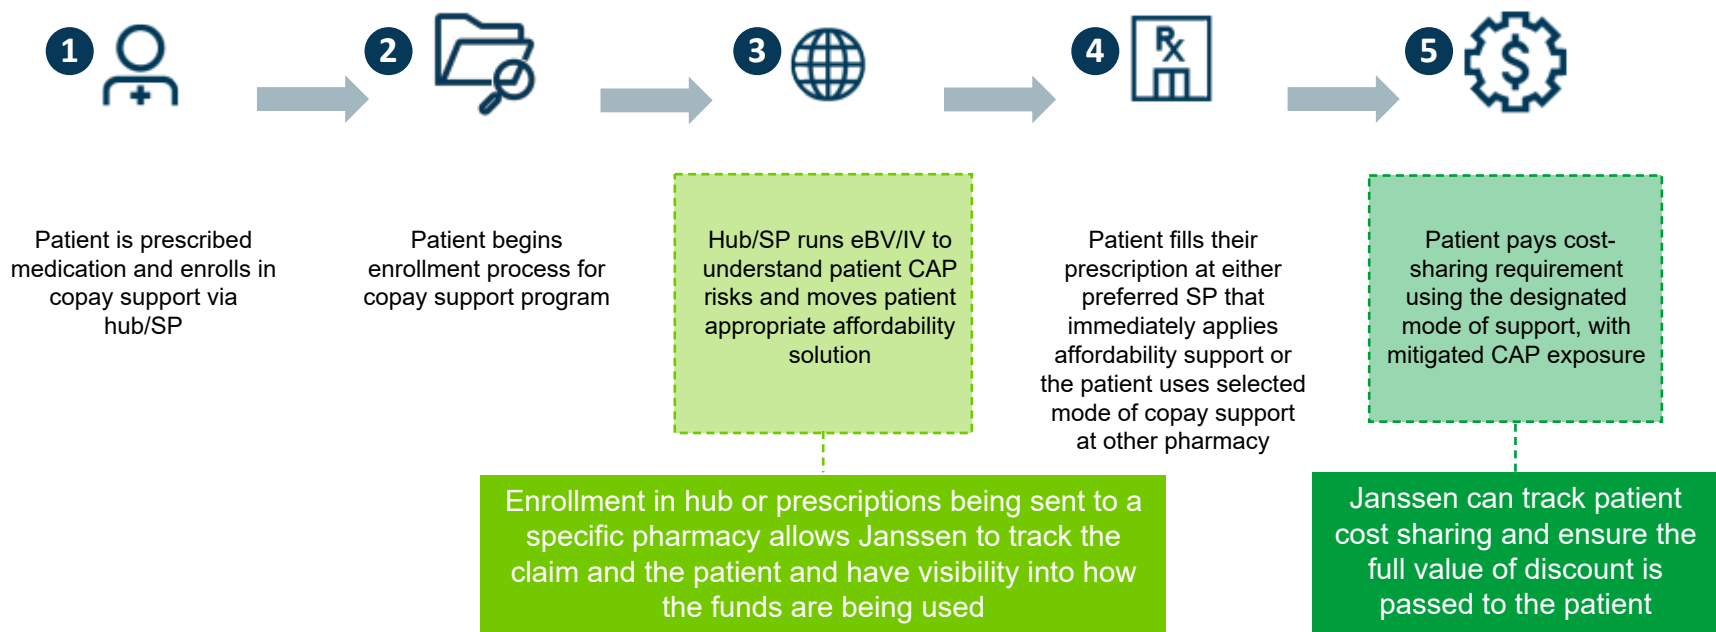 1
2
3
4
Rx
5
$
Patient is prescribed
medication and enrolls in
copay support via
hub/SP
Patient begins
enrollment process for
copay support program
Hub/SP runs eBV/IV to
understand patient CAP
risks and moves patient
appropriate affordability
solution
Patient fills their
prescription at either
preferred SP that
immediately applies
affordability support or
the patient uses selected
mode of copay support
at other pharmacy
Patient pays cost-
sharing requirement
using the designated
mode of support, with
mitigated CAP exposure
Enrollment in hub or prescriptions being sent to a
specific pharmacy allows Janssen to track the
claim and the patient and have visibility into how
the funds are being used
Janssen can track patient
cost sharing and ensure the
full value of discount is
passed to the patient